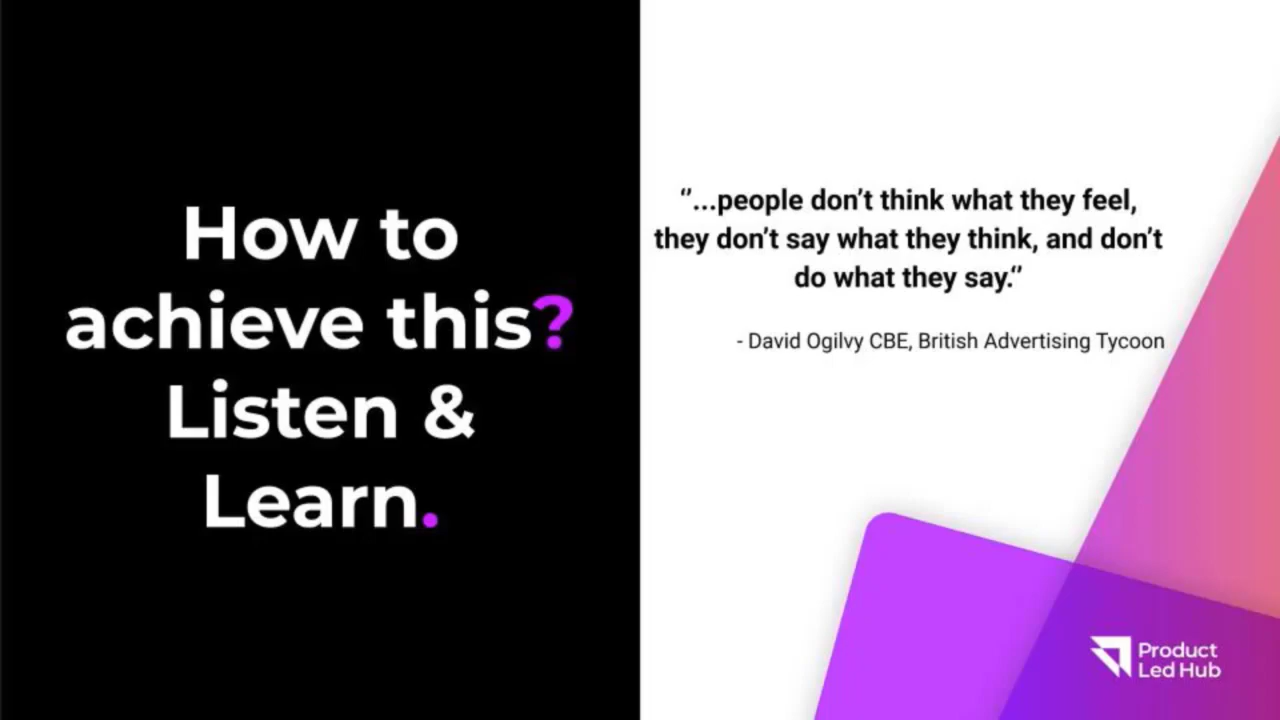 How to
achieve this?
Listen &
Learn.
“...people don’t think what they feel,
they don’t say what they think, and don’t
do what they say.”
- David Ogilvy CBE, British Advertising Tycoon
Product
Led Hub